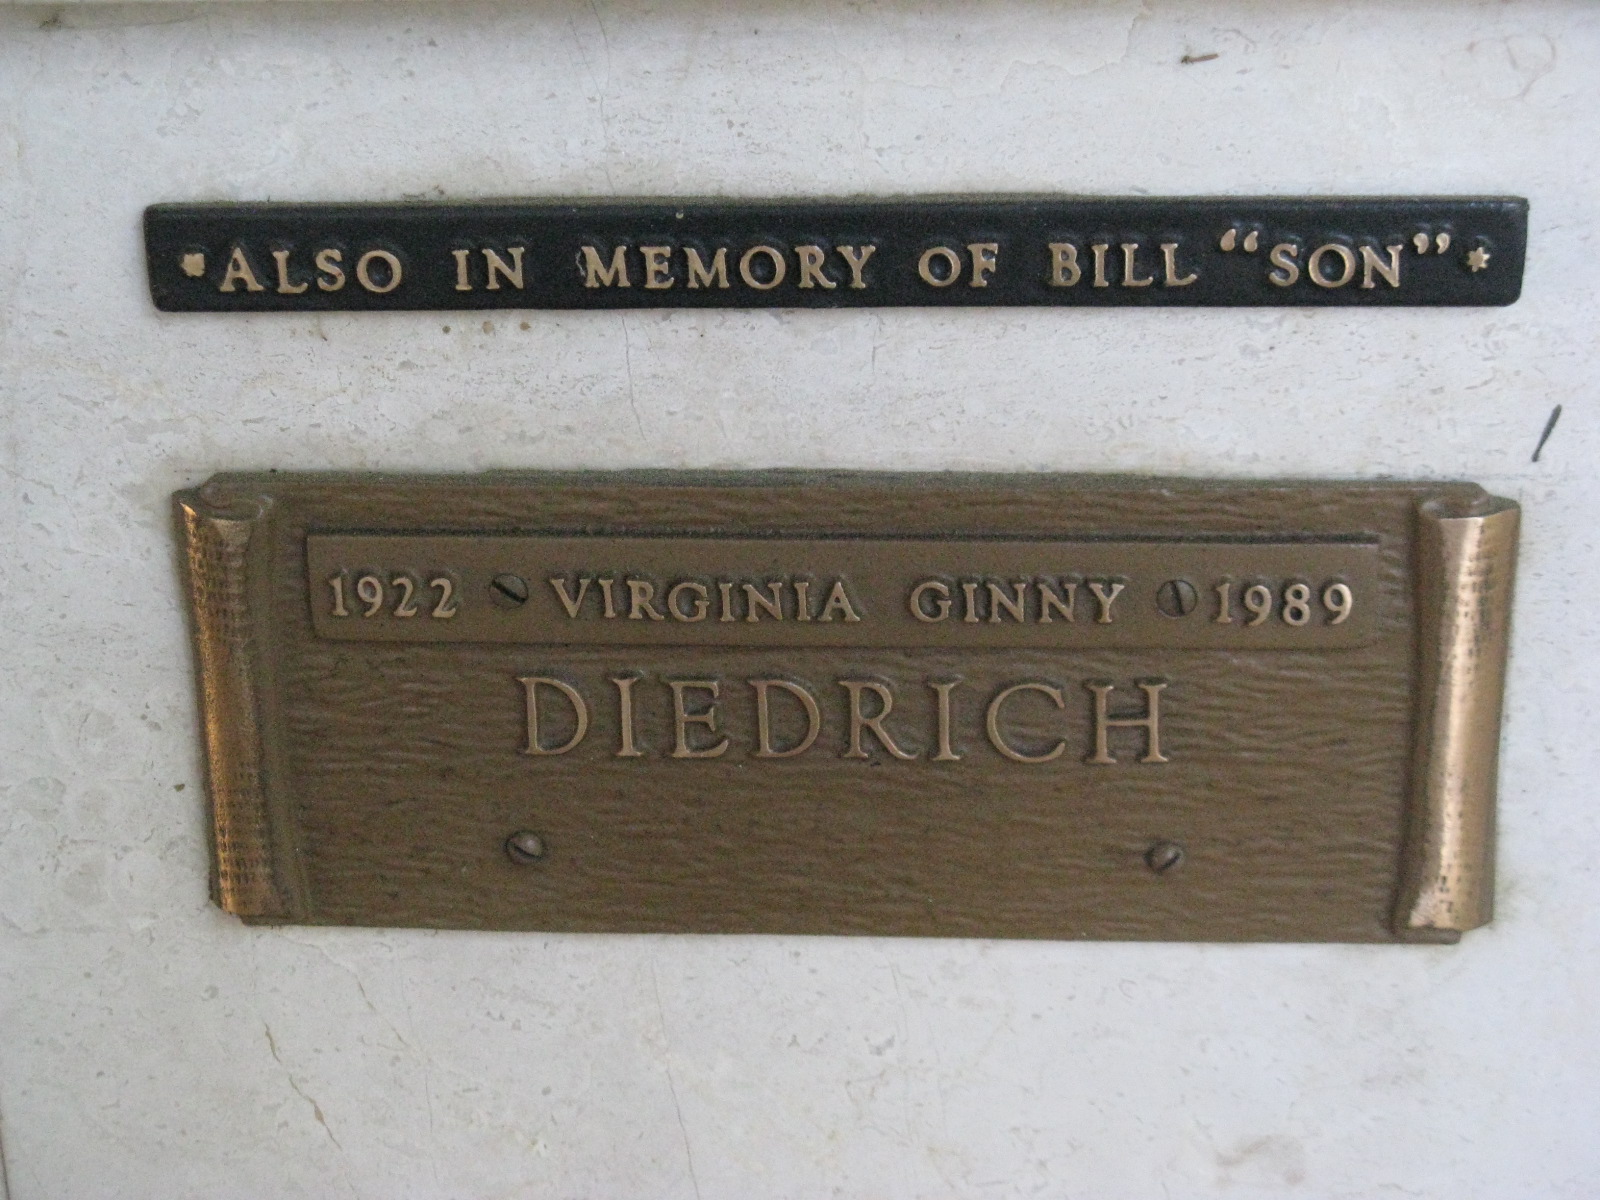 *ALSO IN MEMORY OF BILL “SON”*
1922 VIRGINIA GINNY 1989
DIEDRICH